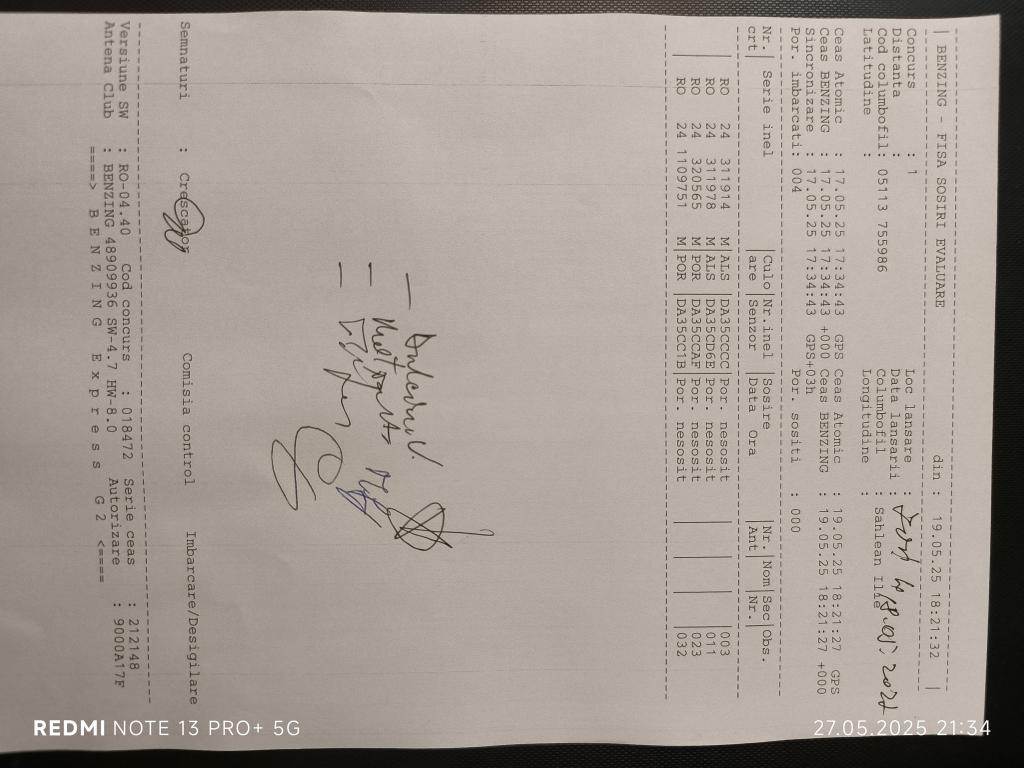 | BENZING - FISA SOSIRI EVALUARE din : 19.05.25 18:21:32 |
Concurs : 1 Loc lansare :
Distanta : Data lansarii :
Cod columbofil: 05113 755986 Columbofil : Sahlean Ilie
Latitudine : Longitudine :
Ceas Atomic : 17.05.25 17:34:43 GPS Ceas Atomic : 19.05.25 18:21:27 GPS
Ceas BENZING : 17.05.25 17:34:43 +000 Ceas BENZING : 19.05.25 18:21:27 +000
Sincronizare : 17.05.25 17:34:43 GPS+03h
Por. imbarcati: 004 Por. sositi : 000
Nr. Serie inel |Culo|Nr.inel |Sosire |Nr.|Nom|Sec|Obs.
crt |are |Senzor |Data Ora |Ant| |Nr.|
RO 24 311914 M|ALS |DA35CCCC|Por. nesosit 003
RO 24 311978 M|ALS |DA35CD6E|Por. nesosit 011
RO 24 320565 M|POR |DA35CCAF|Por. nesosit 023
RO 24 1109751 M|POR |DA35CC1B|Por. nesosit 032
Semnaturi : Crescator Comisia control Imbarcare/Desigilare
Versiune SW : RO-04.40 Cod concurs : 018472 Serie ceas : 212148
Antena Club : BENZING 48909936 SW-4.7 HW-8.0 Autorizare : 9000A17F
====> B E N Z I N G E x p r e s s G 2 <====
REDMI NOTE 13 PRO+ 5G
27.05.2025 21:34